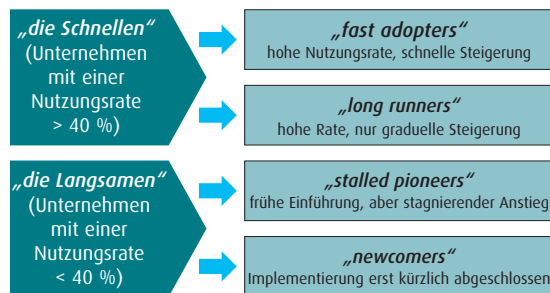 „die Schnellen“
(Unternehmen
mit einer
Nutzungsrate
> 40 %)
„fast adopters“
hohe Nutzungsrate, schnelle Steigerung
„long runners“
hohe Rate, nur graduelle Steigerung
„die Langsamen“
(Unternehmen
mit einer
Nutzungsrate
< 40 %)
„stalled pioneers“
frühe Einführung, aber stagnierender Anstieg
„newcomers“
Implementierung erst kürzlich abgeschlossen